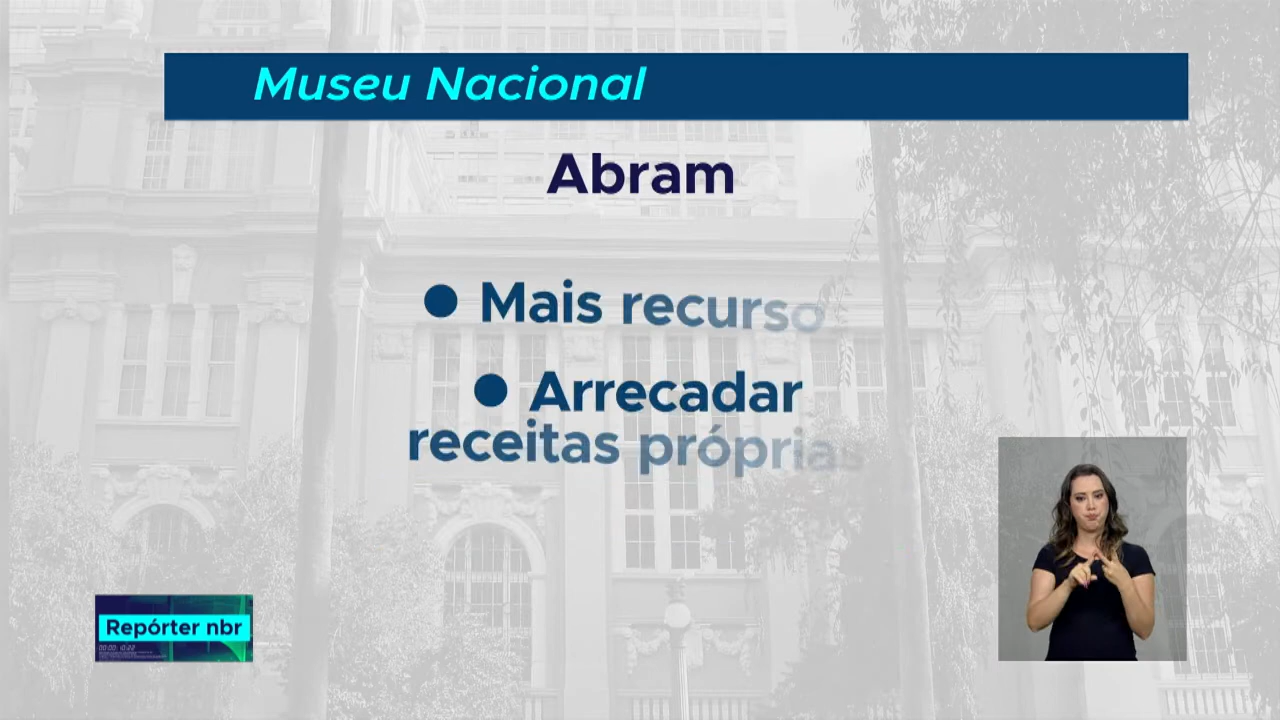 Museu Nacional
Abram
● Mais recurso
● Arrecadar
receitas próprias
Repórter nbr